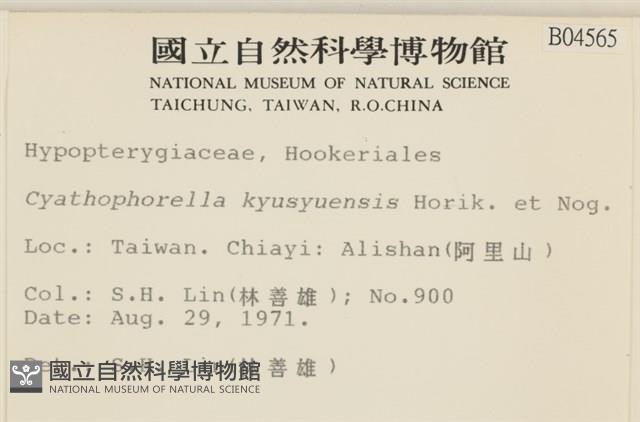 B04565
國立自然科學博物館
NATIONAL MUSEUM OF NATURAL SCIENCE
TAICHUNG, TAIWAN, R.O.CHINA
Hypopterygiaceae, Hookeriales
Cyathophorella kyusyuensis Horik. et Nog.
Loc.: Taiwan. Chiayi: Alishan(阿里山)
Col.: S.H. Lin(林善雄); No.900
Date: Aug. 29, 1971.
Det.: S.H. Lin(林善雄)
國立自然科學博物館
NATIONAL MUSEUM OF NATURAL SCIENCE